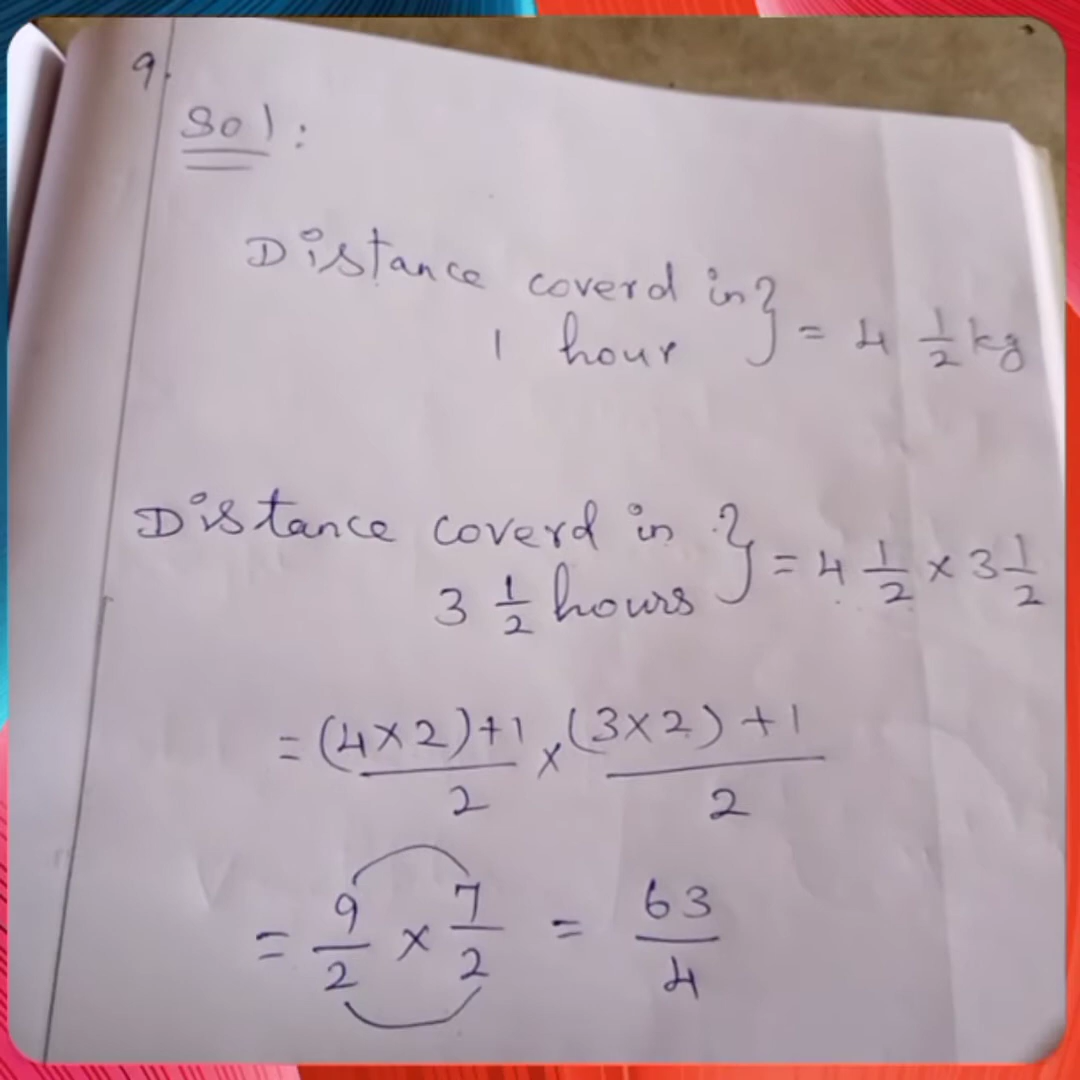 9.
Sol:
Distance coverd in
1 hour } = 4 1/2 kg
Distance coverd in
3 1/2 hours } = 4 1/2 × 3 1/2
= (4×2)+1/2 × (3×2)+1/2
= 9/2 × 7/2 = 63/4